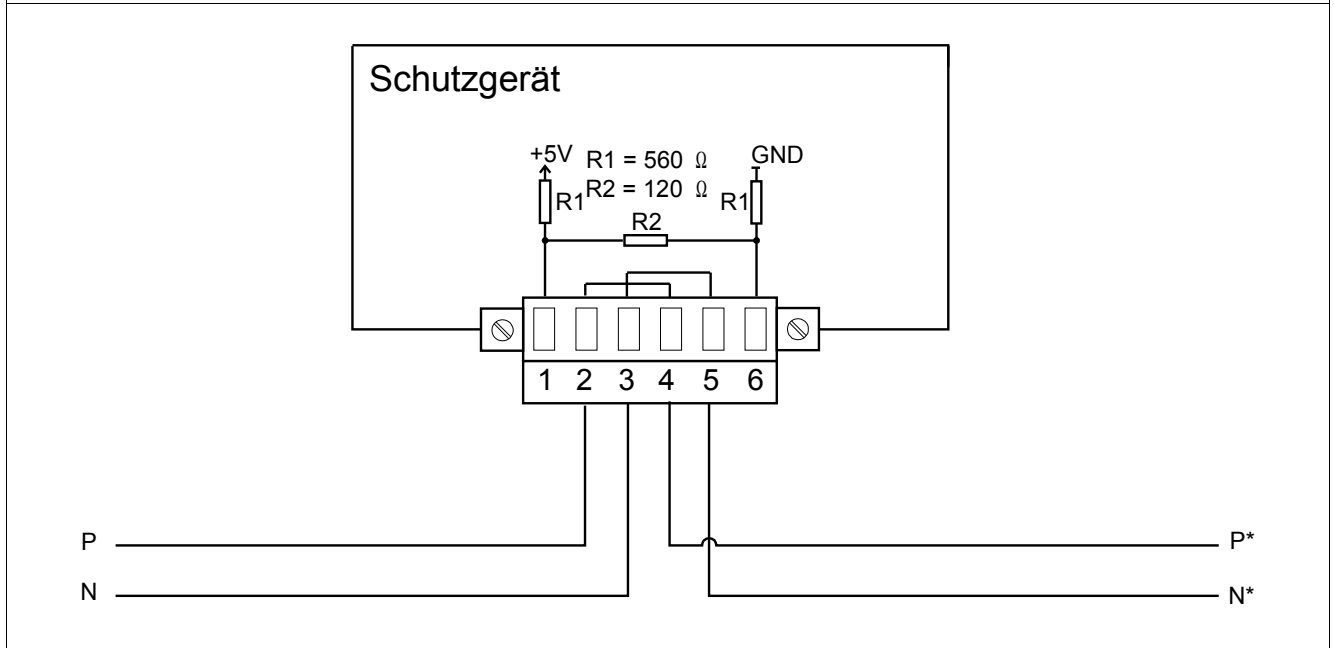 Schutzgerät
+5V R1 = 560 Ω GND
R1 R2 = 120 Ω R1
R2
1 2 3 4 5 6
P P*
N N*